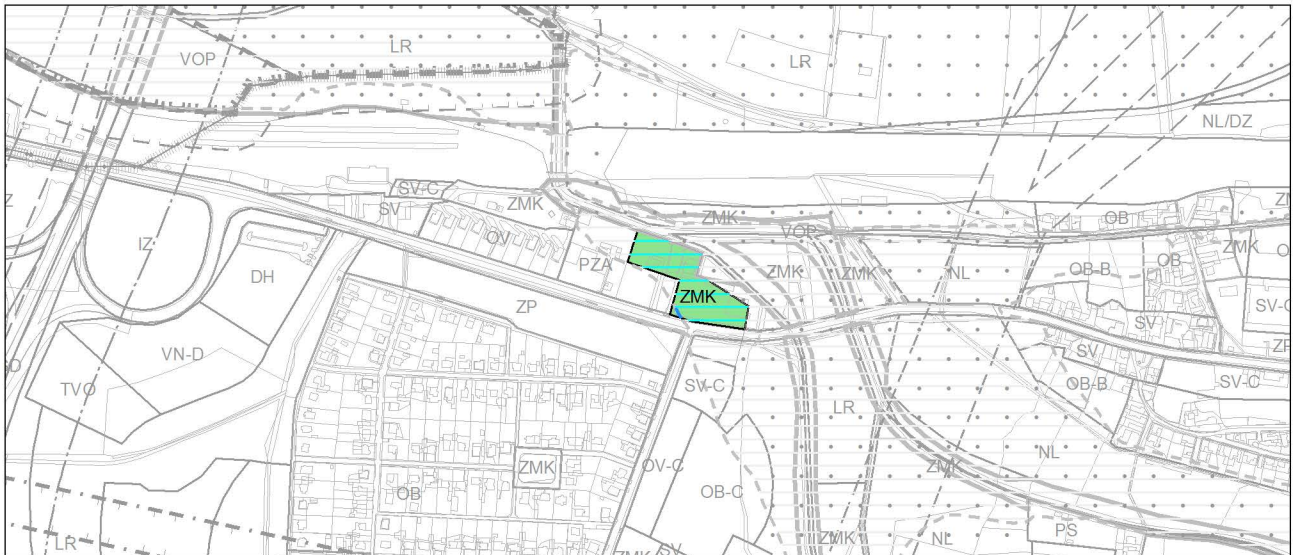 LR
VOP
LR
NL/DZ
SV-C
ZMK
SV
OV
ZMK
VOP
OB
ZMK
IZ
DH
PZA
ZMK
ZMK
NL
OB-B
OB
ZMK
ZP
SV-C
SV
VN-D
TVO
SV
OB-B
SV-C
SV-C
LR
OV-C
OB-C
ZMK
OB
ZMK
NL
LR
ZMK
SV
ZMK
NL
PS